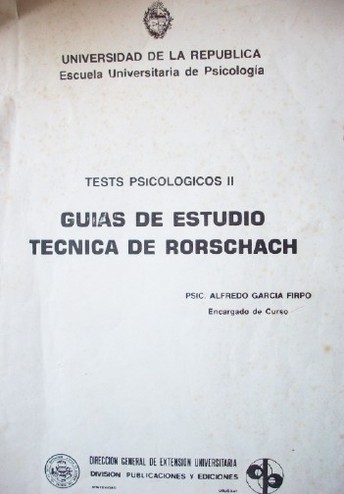 UNIVERSIDAD DE LA REPUBLICA
Escuela Universitaria de Psicología
TESTS PSICOLOGICOS II
GUIAS DE ESTUDIO
TECNICA DE RORSCHACH
PSIC. ALFREDO GARCIA FIRPO
Encargado de Curso
DIRECCION GENERAL DE EXTENSION UNIVERSITARIA
DIVISION PUBLICACIONES Y EDICIONES